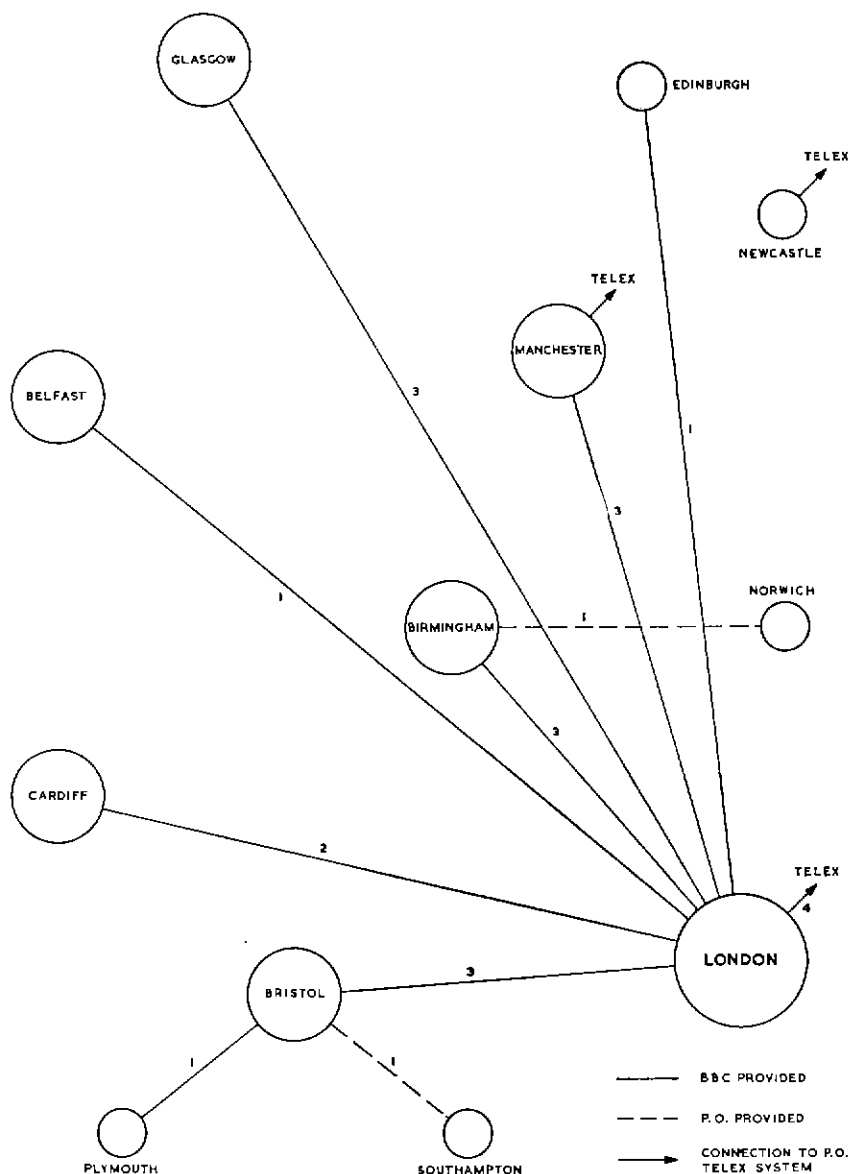 GLASGOW
EDINBURGH
TELEX
NEWCASTLE
TELEX
MANCHESTER
BELFAST
3
1
3
1
NORWICH
BIRMINGHAM
1
3
CARDIFF
2
TELEX
4
LONDON
3
BRISTOL
1
1
BBC PROVIDED
P.O. PROVIDED
PLYMOUTH
SOUTHAMPTON
CONNECTION TO P.O.
TELEX SYSTEM